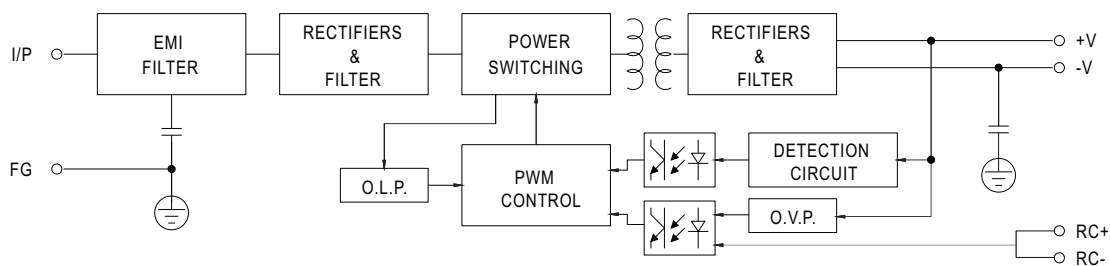 I/P
EMI
FILTER
RECTIFIERS
&
FILTER
POWER
SWITCHING
RECTIFIERS
&
FILTER
+V
-V
FG
O.L.P.
PWM
CONTROL
DETECTION
CIRCUIT
O.V.P.
RC+
RC-